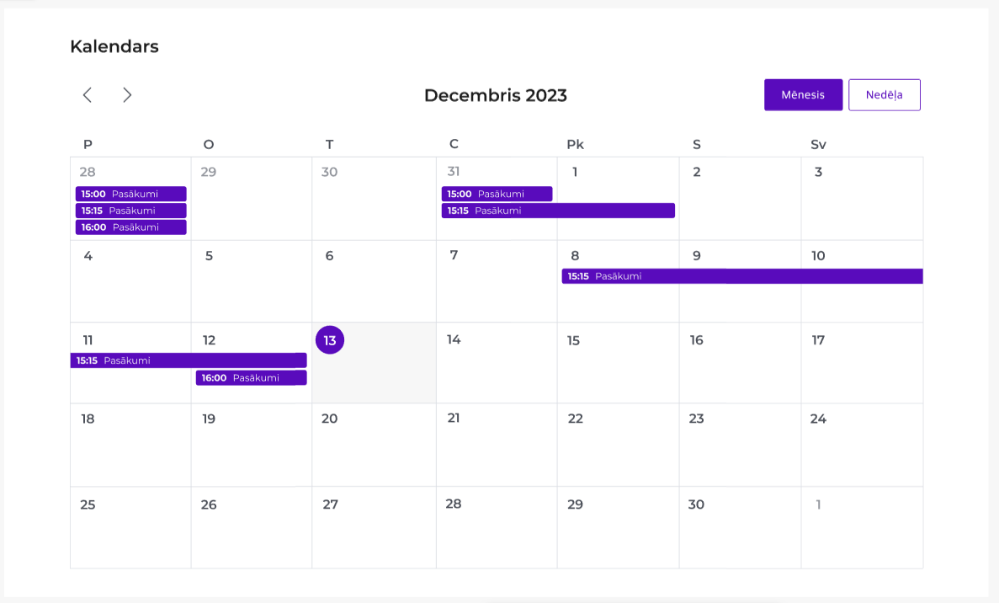 Kalendars
Decembris 2023
Mēnesis
Nedēļa
P O T C Pk S Sv
28 29 30 31 1 2 3
15:00 Pasākumi 15:00 Pasākumi
15:15 Pasākumi 15:15 Pasākumi
16:00 Pasākumi
4 5 6 7 8 9 10
15:15 Pasākumi
11 12 13 14 15 16 17
15:15 Pasākumi
16:00 Pasākumi
18 19 20 21 22 23 24
25 26 27 28 29 30 1